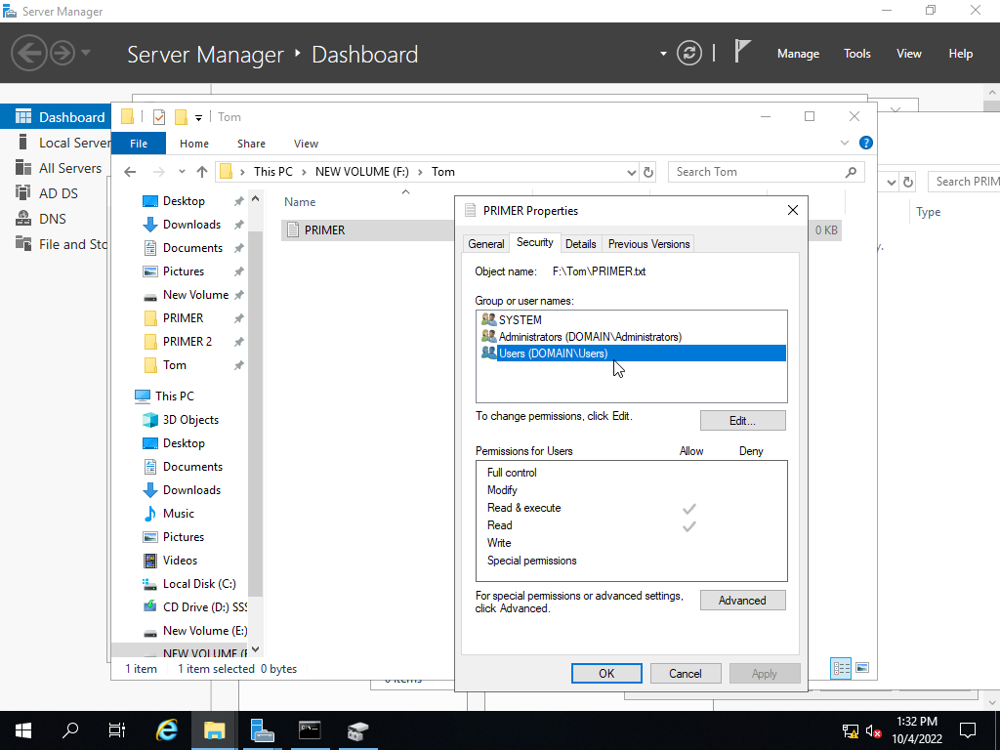 Server Manager
Server Manager • Dashboard
Manage Tools View Help
Dashboard
Local Server
All Servers
AD DS
DNS
File and Sto
Tom
File Home Share View
This PC > NEW VOLUME (F:) > Tom
Search Tom
Search PRIM
Name
Type
PRIMER
0 KB
y.
Desktop
Downloads
Documents
Pictures
New Volume
PRIMER
PRIMER 2
Tom
This PC
3D Objects
Desktop
Documents
Downloads
Music
Pictures
Videos
Local Disk (C:)
CD Drive (D:) SSS
New Volume (E:)
NEW VOLUME (F
1 item 1 item selected 0 bytes
PRIMER Properties
General Security Details Previous Versions
Object name: F:\Tom\PRIMER.txt
Group or user names:
SYSTEM
Administrators (DOMAIN\Administrators)
Users (DOMAIN\Users)
To change permissions, click Edit.
Edit...
Permissions for Users Allow Deny
Full control
Modify
Read & execute
Read
Write
Special permissions
For special permissions or advanced settings,
click Advanced.
Advanced
OK Cancel Apply
1:32 PM
10/4/2022